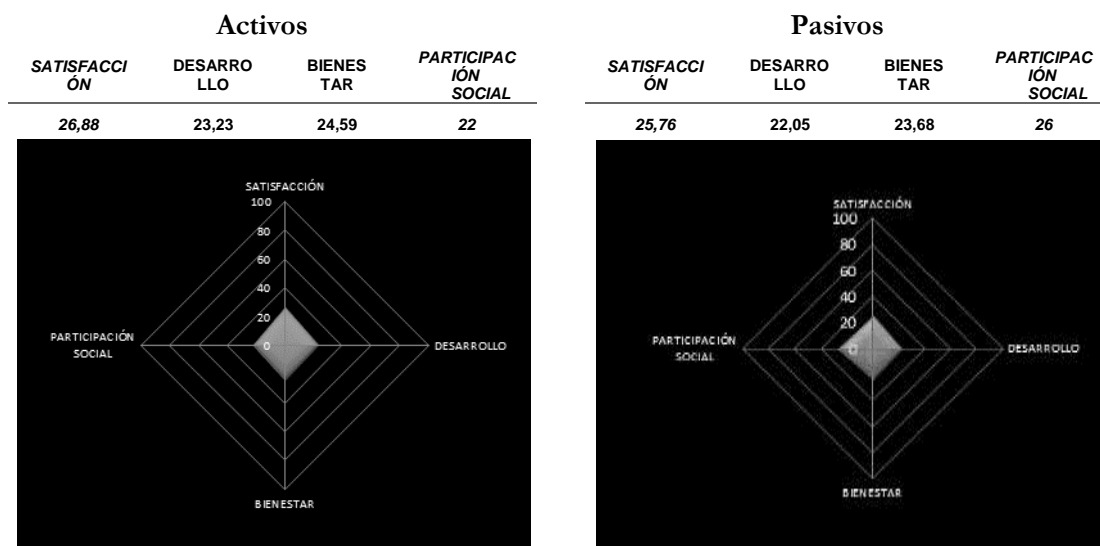 Activos
SATISFACCI
ÓN
DESARRO
LLO
BIENES
TAR
PARTICIPAC
IÓN
SOCIAL
26,88
23,23
24,59
22
SATISFACCIÓN
100
80
60
40
20
0
PARTICIPACIÓN
SOCIAL
DESARROLLO
BIENESTAR
Pasivos
SATISFACCI
ÓN
DESARRO
LLO
BIENES
TAR
PARTICIPAC
IÓN
SOCIAL
25,76
22,05
23,68
26
SATISFACCIÓN
100
80
60
40
20
0
PARTICIPACIÓN
SOCIAL
DESARROLLO
BIENESTAR